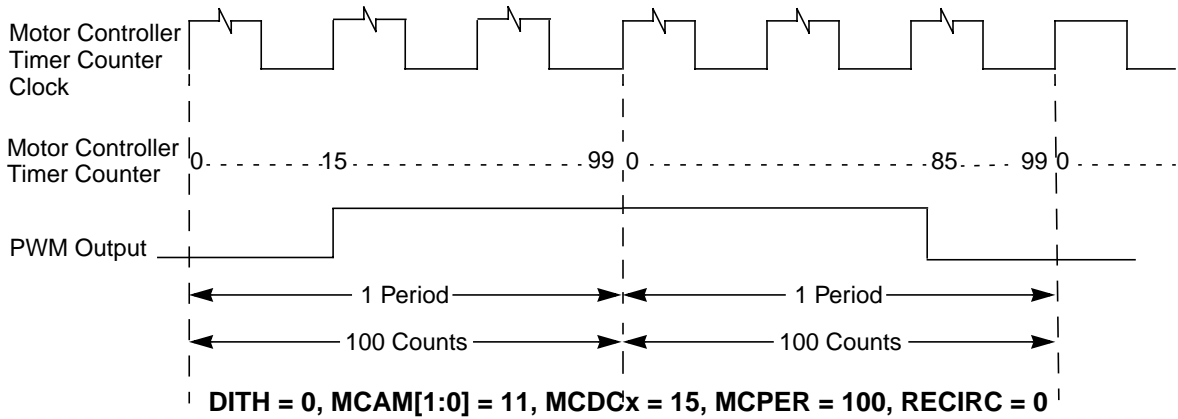 Motor Controller
Timer Counter
Clock
Motor Controller
Timer Counter
0 15 99 0 85 99 0
PWM Output
1 Period 1 Period
100 Counts 100 Counts
DITH = 0, MCAM[1:0] = 11, MCDCx = 15, MCPER = 100, RECIRC = 0